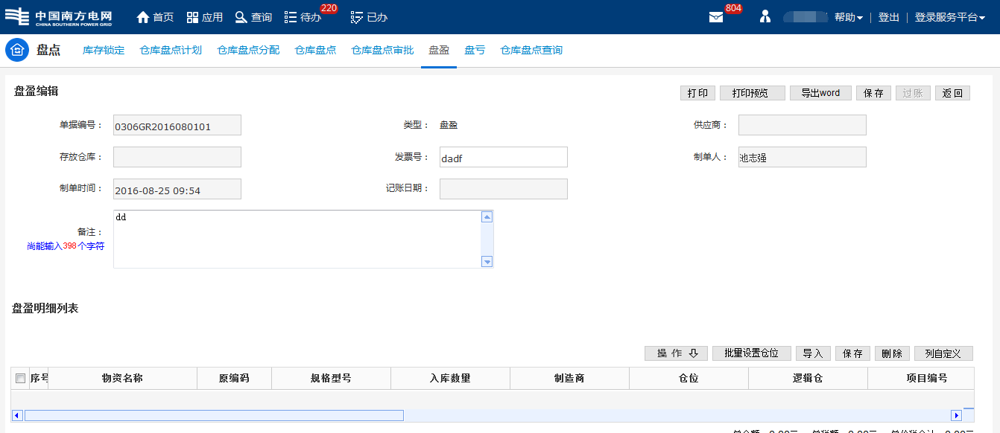 中国南方电网 首页 应用 查询 待办 220 已办 804 帮助 登出 登录服务平台
CHINA SOUTHERN POWER GRID
盘点 库存锁定 仓库盘点计划 仓库盘点分配 仓库盘点 仓库盘点审批 盘盈 盘亏 仓库盘点查询
盘盈编辑 打印 打印预览 导出word 保存 过账 返回
单据编号： 0306GR2016080101 类型： 盘盈 供应商：
存放仓库： 发票号： dadf 制单人： 池志强
制单时间： 2016-08-25 09:54 记账日期：
备注： dd
尚能输入398个字符
盘盈明细列表
操作 批量设置仓位 导入 保存 删除 列自定义
序号 物资名称 原编码 规格型号 入库数量 制造商 仓位 逻辑仓 项目编号